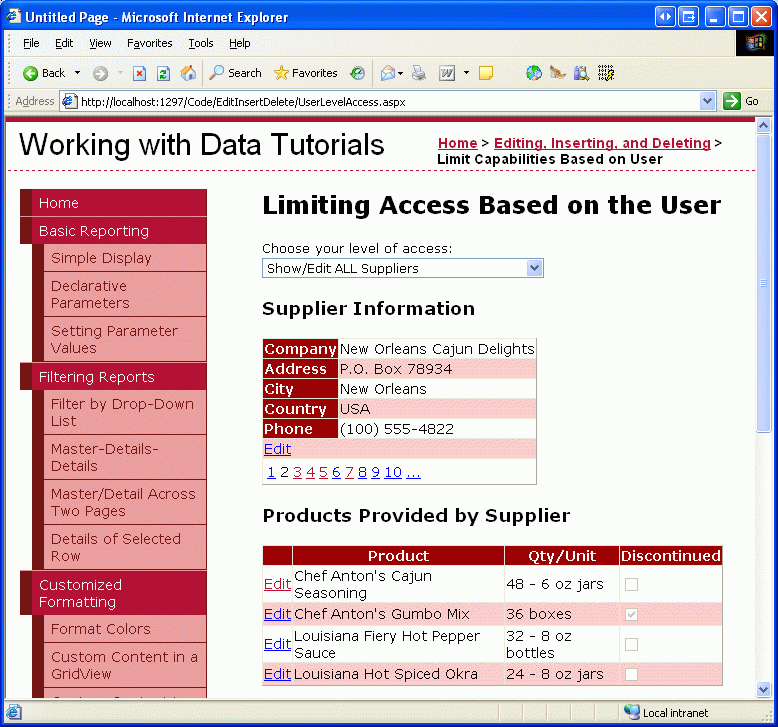 Untitled Page - Microsoft Internet Explorer
File Edit View Favorites Tools Help
Back Search Favorites
Address http://localhost:1297/Code/EditInsertDelete/UserLevelAccess.aspx Go
Working with Data Tutorials
Home > Editing, Inserting, and Deleting >
Limit Capabilities Based on User
Home
Basic Reporting
Simple Display
Declarative
Parameters
Setting Parameter
Values
Filtering Reports
Filter by Drop-Down
List
Master-Details-
Details
Master/Detail Across
Two Pages
Details of Selected
Row
Customized
Formatting
Format Colors
Custom Content in a
GridView
Limiting Access Based on the User
Choose your level of access:
Show/Edit ALL Suppliers
Supplier Information
Company New Orleans Cajun Delights
Address P.O. Box 78934
City New Orleans
Country USA
Phone (100) 555-4822
Edit
1 2 3 4 5 6 7 8 9 10 ...
Products Provided by Supplier
Product Qty/Unit Discontinued
Edit Chef Anton's Cajun
Seasoning 48 - 6 oz jars
Edit Chef Anton's Gumbo Mix 36 boxes
Edit Louisiana Fiery Hot Pepper
Sauce 32 - 8 oz
bottles
Edit Louisiana Hot Spiced Okra 24 - 8 oz jars
Local intranet